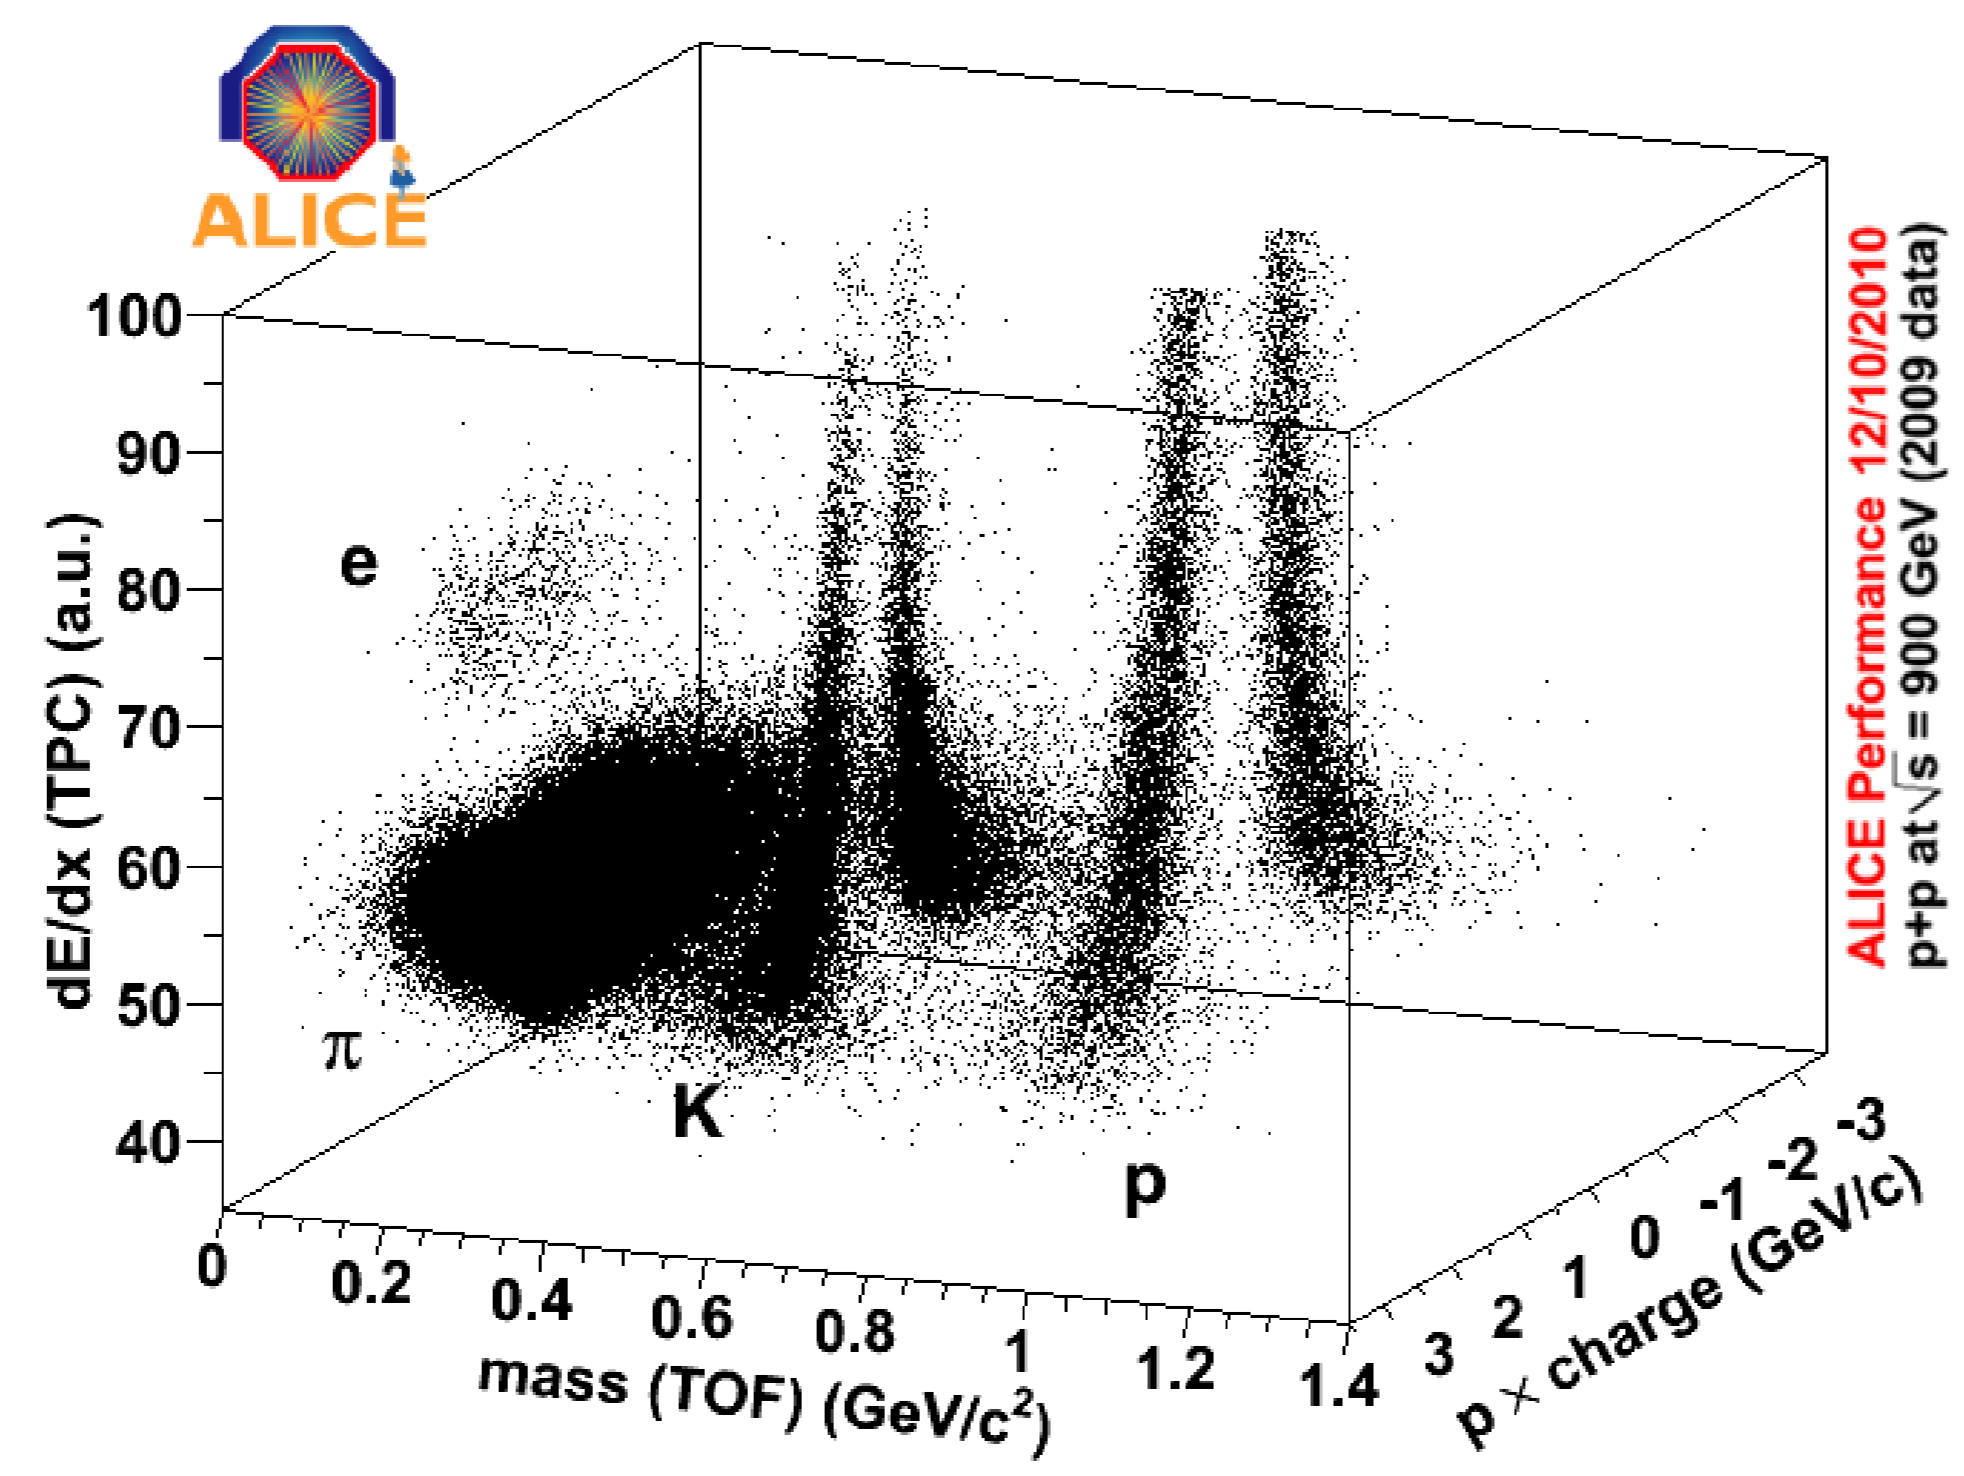 ALICE
100
90
80
70
60
50
40
dE/dx (TPC) (a.u.)
e
π
K
p
0
0.2
0.4
0.6
0.8
1
1.2
1.4
mass (TOF) (GeV/c²)
3
2
1
0
-1
-2
-3
p × charge (GeV/c)
ALICE Performance 12/10/2010
p+p at √s = 900 GeV (2009 data)